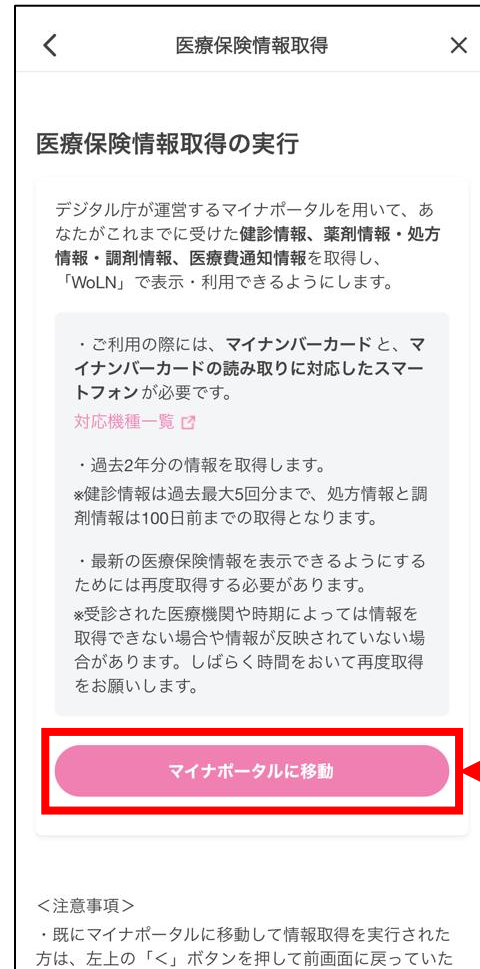 医療保険情報取得
医療保険情報取得の実行
デジタル庁が運営するマイナポータルを用いて、あ
なたがこれまでに受けた健診情報、薬剤情報・処方
情報・調剤情報、医療費通知情報を取得し、
「WoLN」で表示・利用できるようにします。
・ご利用の際には、マイナンバーカードと、マ
イナンバーカードの読み取りに対応したスマー
トフォンが必要です。
対応機種一覧
・過去2年分の情報を取得します。
※健診情報は過去最大5回分まで、処方情報と調
剤情報は100日前までの取得となります。
・最新の医療保険情報を表示できるようにする
ためには再度取得する必要があります。
※受診された医療機関や時期によっては情報を
取得できない場合や情報が反映されていない場
合があります。しばらく時間をおいて再度取得
をお願いします。
マイナポータルに移動
＜注意事項＞
・既にマイナポータルに移動して情報取得を実行された
方は、左上の「<」ボタンを押して前画面に戻っていた